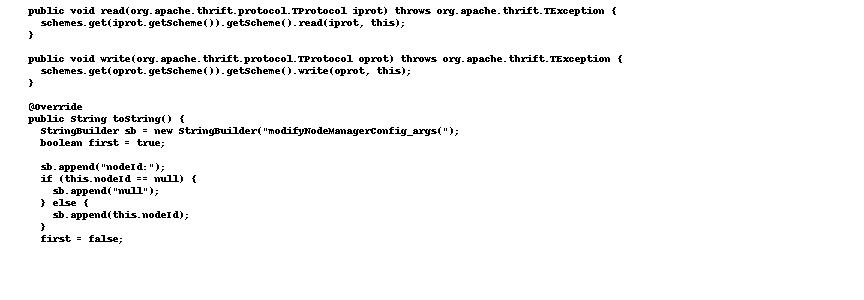 public void read(org.apache.thrift.protocol.TProtocol iprot) throws org.apache.thrift.TException {
schemes.get(iprot.getScheme()).getScheme().read(iprot, this);
}
public void write(org.apache.thrift.protocol.TProtocol oprot) throws org.apache.thrift.TException {
schemes.get(oprot.getScheme()).getScheme().write(oprot, this);
}
@Override
public String toString() {
StringBuilder sb = new StringBuilder("modifyNodeManagerConfig_args(");
boolean first = true;
sb.append("nodeId:");
if (this.nodeId == null) {
sb.append("null");
} else {
sb.append(this.nodeId);
}
first = false;